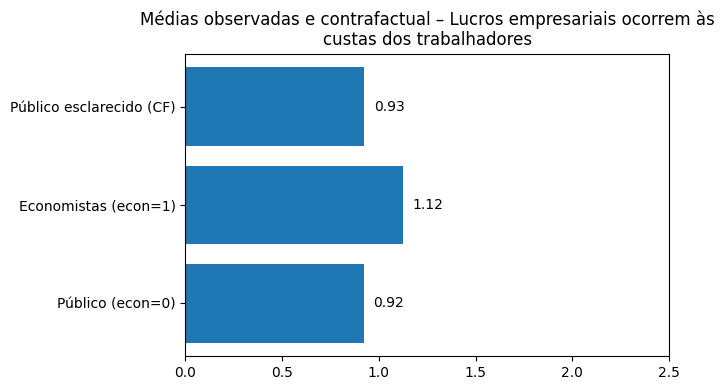 Médias observadas e contrafactual – Lucros empresariais ocorrem às
custas dos trabalhadores
Público esclarecido (CF)
0.93
Economistas (econ=1)
1.12
Público (econ=0)
0.92
0.0
0.5
1.0
1.5
2.0
2.5